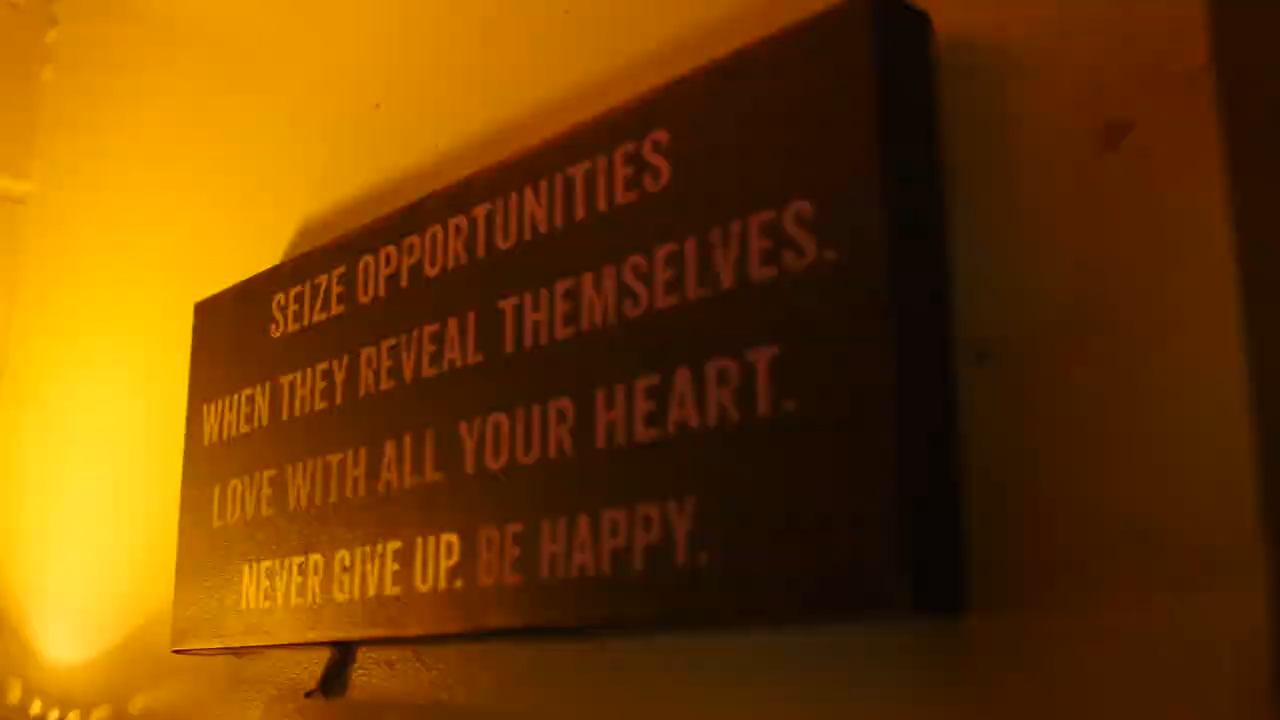 SEIZE OPPORTUNITIES
WHEN THEY REVEAL THEMSELVES.
LOVE WITH ALL YOUR HEART.
NEVER GIVE UP. BE HAPPY.